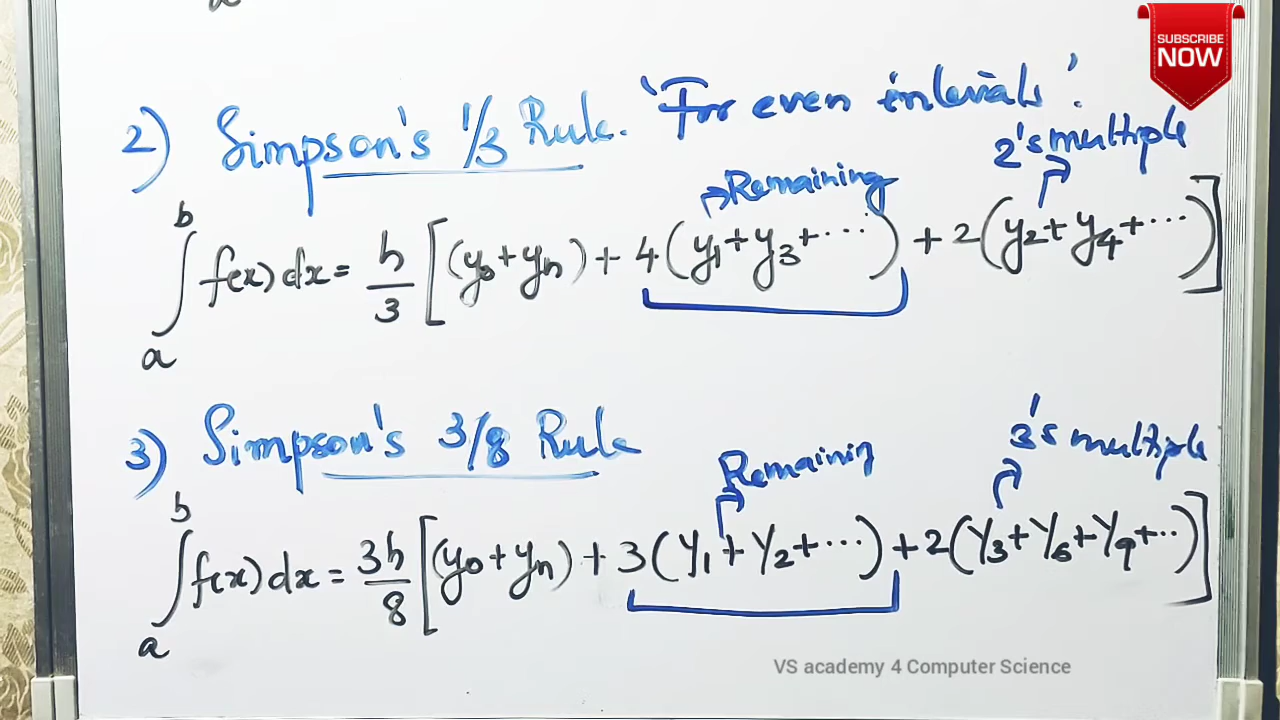 SUBSCRIBE
NOW
2) Simpson's 1/3 Rule. 'For even intervals'.
2's multiple
Remaining
∫ₐᵇ f(x) dx = h/3 [(y₀ + yₙ) + 4(y₁ + y₃ + ...) + 2(y₂ + y₄ + ...)]
3) Simpson's 3/8 Rule
3's multiple
Remaining
∫ₐᵇ f(x) dx = 3h/8 [(y₀ + yₙ) + 3(y₁ + y₂ + ...) + 2(y₃ + y₆ + y₉ + ...)]
VS academy 4 Computer Science